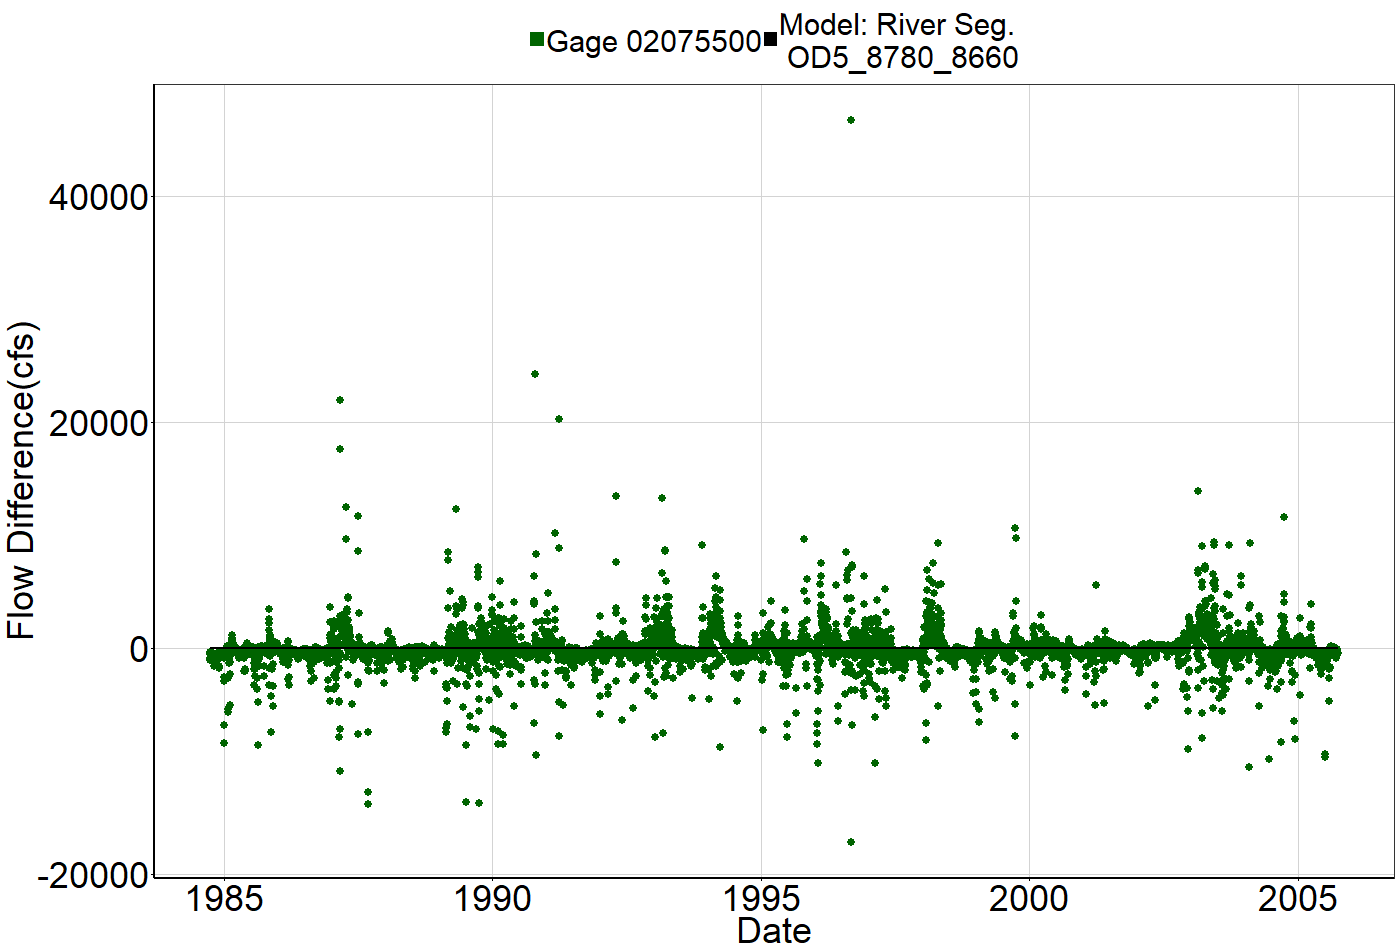 Gage 02075500
Model: River Seg.
OD5_8780_8660
Flow Difference(cfs)
40000
20000
0
-20000
1985 1990 1995 2000 2005
Date